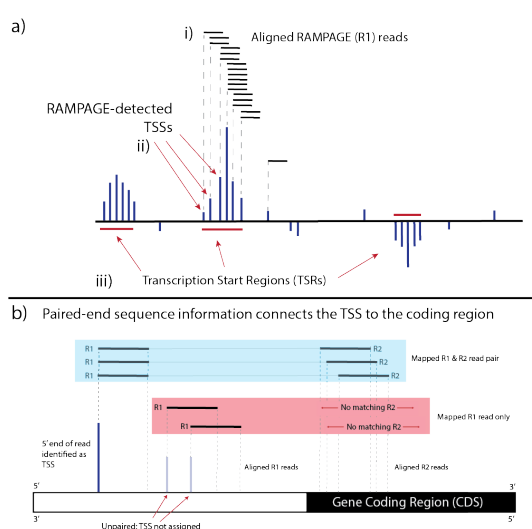 a)
i)
Aligned RAMPAGE (R1) reads
RAMPAGE-detected
TSSs
ii)
iii)
Transcription Start Regions (TSRs)
b)
Paired-end sequence information connects the TSS to the coding region
R1
R2
R1
R2
R1
R2
Mapped R1 & R2 read pair
R1
No matching R2
R1
No matching R2
Mapped R1 read only
5' end of read
identified as
TSS
Aligned R1 reads
Aligned R2 reads
5'
3'
Gene Coding Region (CDS)
3'
5'
Unpaired: TSS not assigned